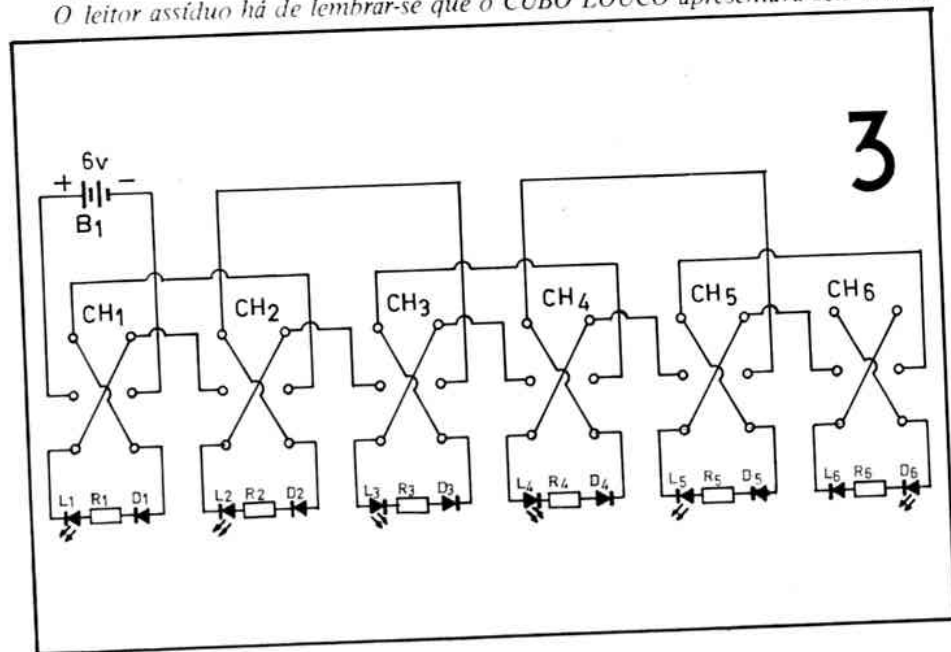 O leitor assíduo há de lembrar-se que o CUBO LOUCO
3
6v
+ -
B1
CH1 CH2 CH3 CH4 CH5 CH6
L1 R1 D1 L2 R2 D2 L3 R3 D3 L4 R4 D4 L5 R5 D5 L6 R6 D6